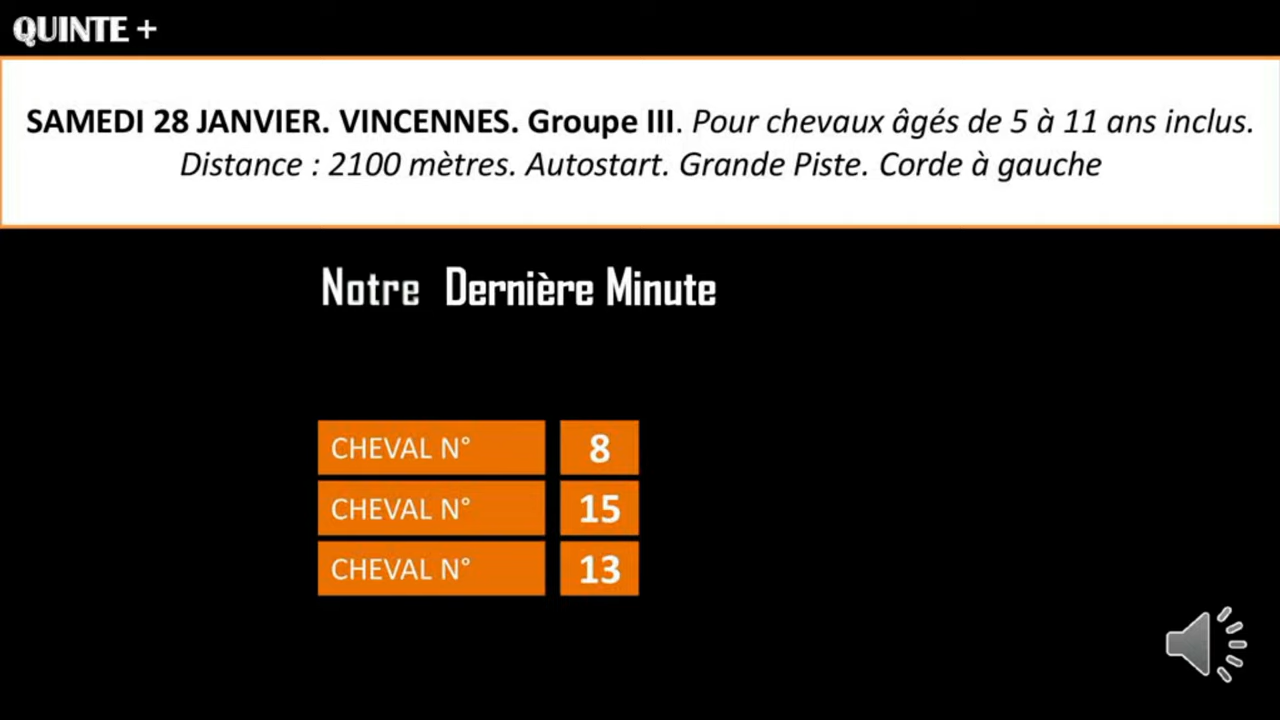 QUINTE +
SAMEDI 28 JANVIER. VINCENNES. Groupe III. Pour chevaux âgés de 5 à 11 ans inclus.
Distance : 2100 mètres. Autostart. Grande Piste. Corde à gauche
Notre Dernière Minute
CHEVAL N° 8
CHEVAL N° 15
CHEVAL N° 13